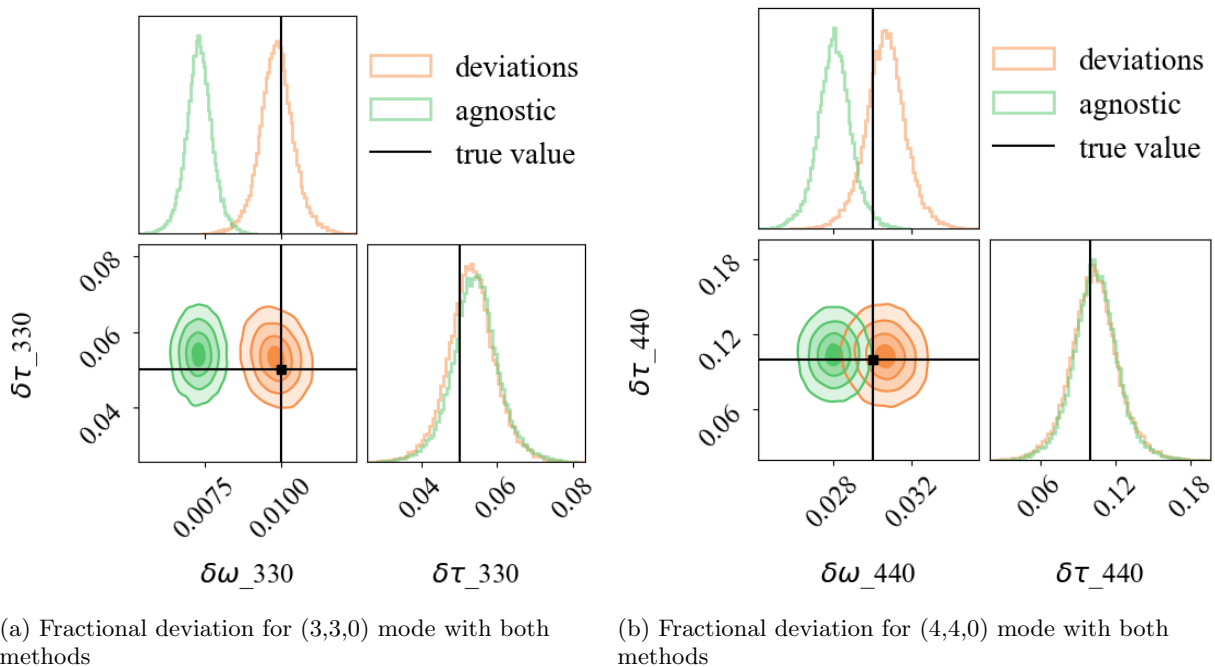 deviations
agnostic
true value
0.08
0.06
0.04
δτ_330
0.0075
0.0100
δω_330
0.04
0.06
0.08
δτ_330
deviations
agnostic
true value
0.18
0.12
0.06
δτ_440
0.028
0.032
δω_440
0.06
0.12
0.18
δτ_440
(a) Fractional deviation for (3,3,0) mode with both
methods
(b) Fractional deviation for (4,4,0) mode with both
methods